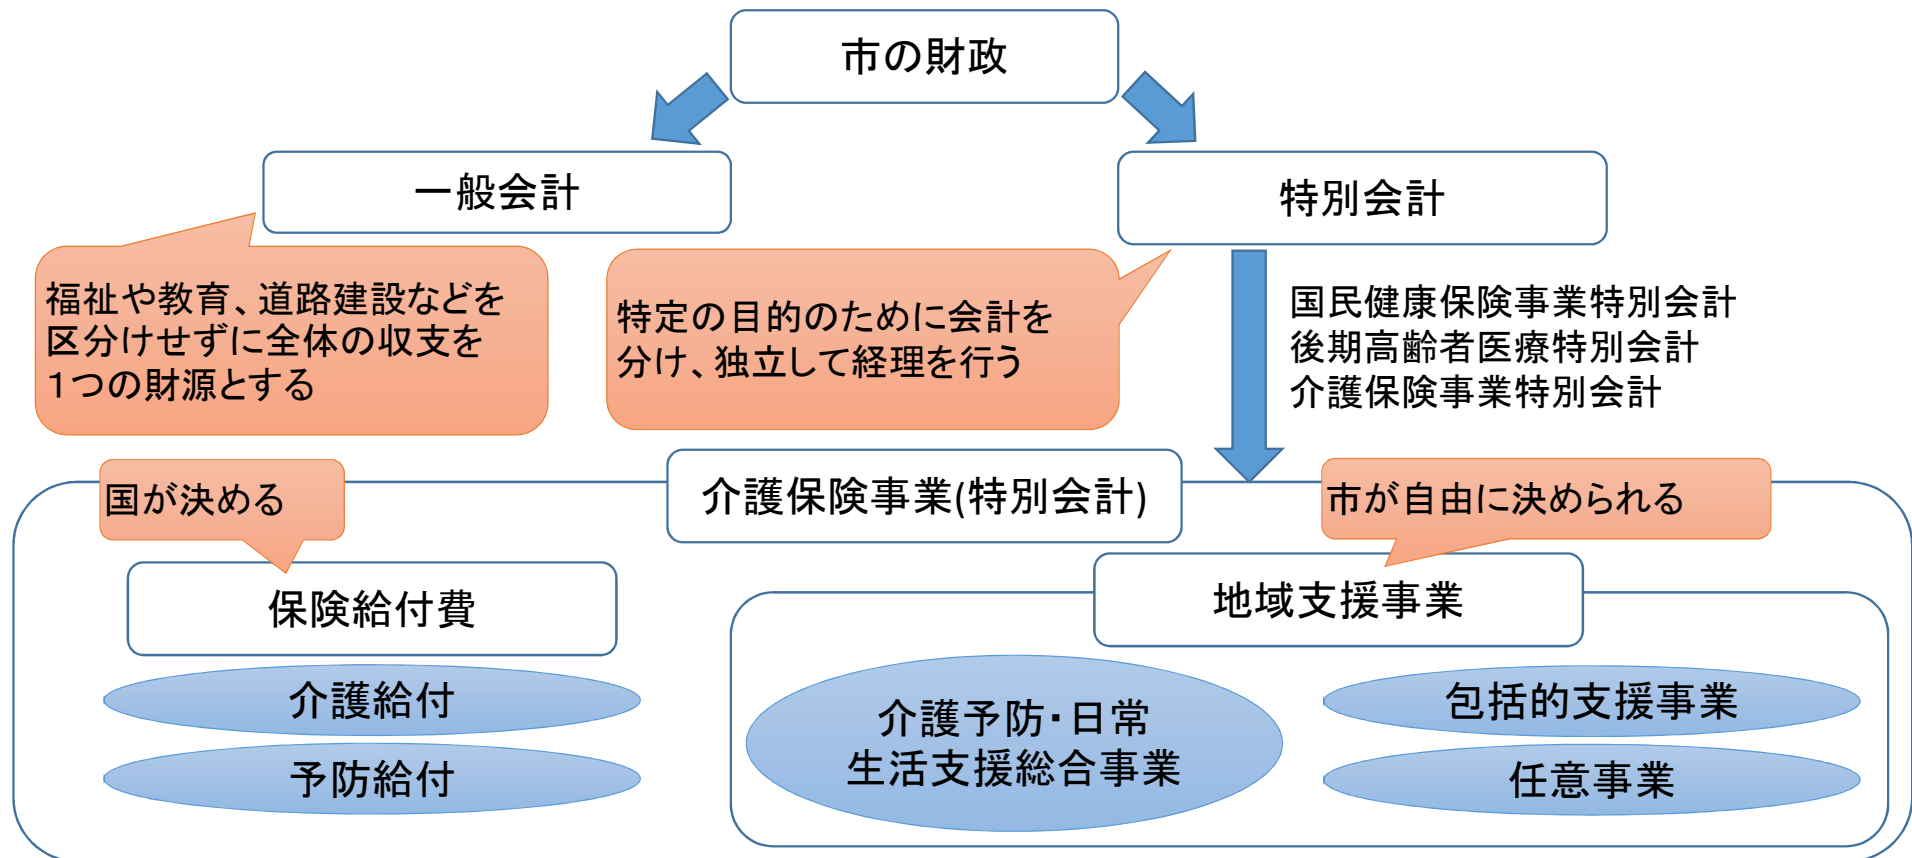 市の財政
一般会計
特別会計
福祉や教育、道路建設などを
区分けせずに全体の収支を
１つの財源とする
特定の目的のために会計を
分け、独立して経理を行う
国民健康保険事業特別会計
後期高齢者医療特別会計
介護保険事業特別会計
国が決める
介護保険事業(特別会計)
市が自由に決められる
保険給付費
地域支援事業
介護給付
予防給付
介護予防・日常
生活支援総合事業
包括的支援事業
任意事業